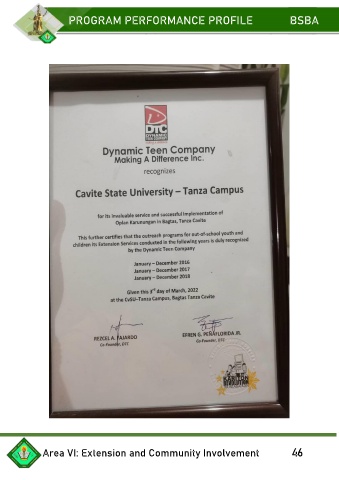 PROGRAM PERFORMANCE PROFILE BSBA
DTC
Dynamic Teen Company
Making A Difference Inc.
recognizes
Cavite State University – Tanza Campus
for its invaluable service and successful implementation of
Oplan Karunungan in Bagtas, Tanza Cavite
This further certifies that the outreach programs for out-of-school youth and
children its Extension Services conducted in the following years is duly recognized
by the Dynamic Teen Company
January – December 2016
January – December 2017
January – December 2018
Given this 3rd day of March, 2022
at the CvSU–Tanza Campus, Bagtas Tanza Cavite
REZCEL A. FAJARDO
Co-Founder, DTC
EFREN G. PEÑAFLORIDA JR.
Co-Founder, DTC
KARITON
REVOLUTION
Area VI: Extension and Community Involvement 46